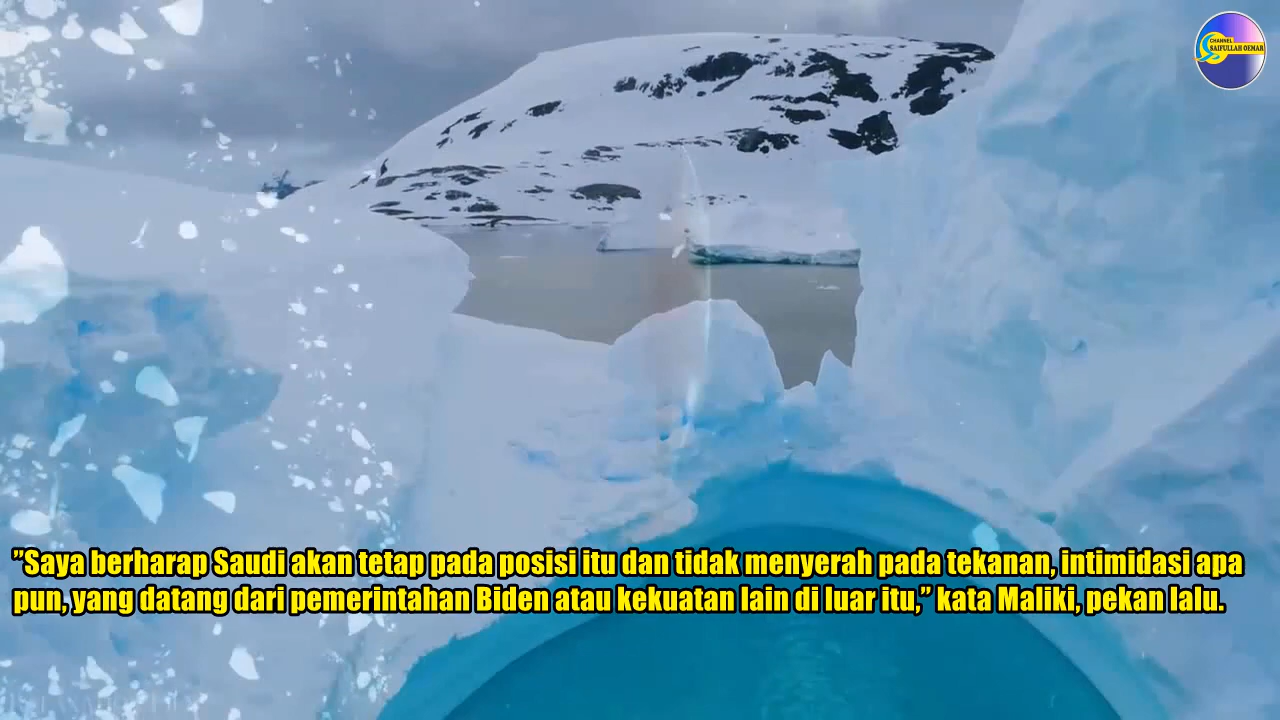 CHANNEL
SAIFULLAH OEMAR
”Saya berharap Saudi akan tetap pada posisi itu dan tidak menyerah pada tekanan, intimidasi apa
pun, yang datang dari pemerintahan Biden atau kekuatan lain di luar itu,” kata Maliki, pekan lalu.